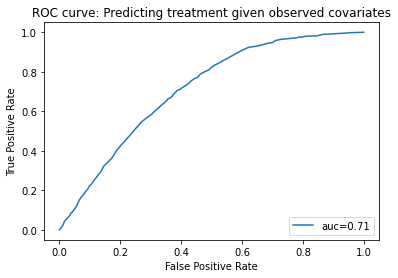 ROC curve: Predicting treatment given observed covariates
1.0
0.8
0.6
0.4
0.2
0.0
True Positive Rate
auc=0.71
0.0 0.2 0.4 0.6 0.8 1.0
False Positive Rate